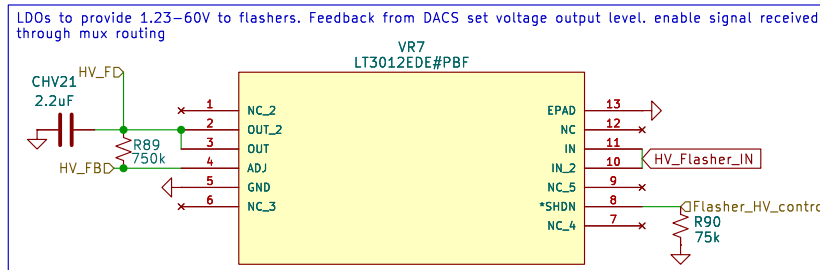 LDOs to provide 1.23-60V to flashers. Feedback from DACS set voltage output level. enable signal received
through mux routing
VR7
LT3012EDE#PBF
HV_F
CHV21
2.2uF
R89
750k
HV_FB
1 NC_2
2 OUT_2
3 OUT
4 ADJ
5 GND
6 NC_3
EPAD 13
NC 12
IN 11
IN_2 10
NC_5 9
*SHDN 8
NC_4 7
HV_Flasher_IN
Flasher_HV_contro
R90
75k